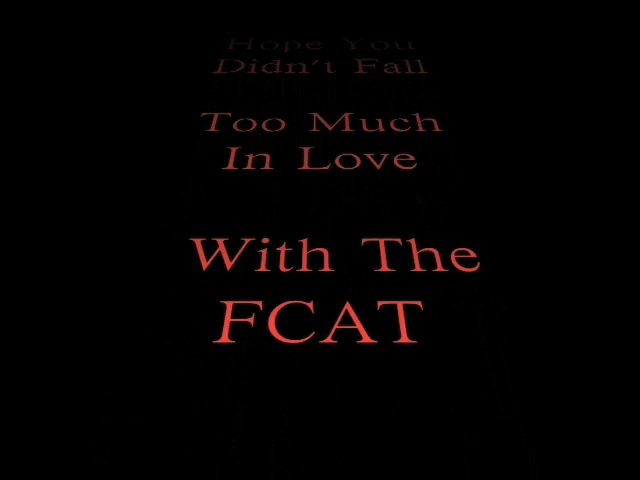 Hope You
Didn't Fall
Too Much
In Love
With The
FCAT